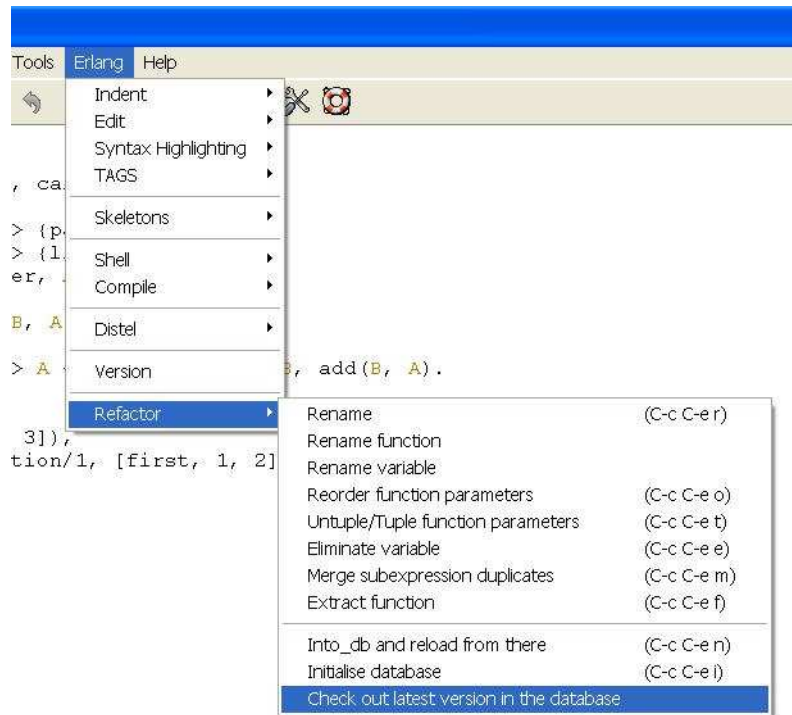 Tools Erlang Help
Indent
Edit
Syntax Highlighting
TAGS
, ca
Skeletons
> {p
> {l
Shell
er,
Compile
B, A
Distel
> A B, add(B, A).
Version
Refactor
3]),
tion/1, [first, 1, 2]
Rename (C-c C-e r)
Rename function
Rename variable
Reorder function parameters (C-c C-e o)
Untuple/Tuple function parameters (C-c C-e t)
Eliminate variable (C-c C-e e)
Merge subexpression duplicates (C-c C-e m)
Extract function (C-c C-e f)
Into_db and reload from there (C-c C-e n)
Initialise database (C-c C-e i)
Check out latest version in the database